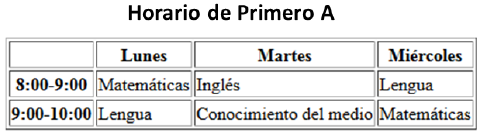 Horario de Primero A
Lunes Martes Miércoles
8:00-9:00 Matemáticas Inglés Lengua
9:00-10:00 Lengua Conocimiento del medio Matemáticas